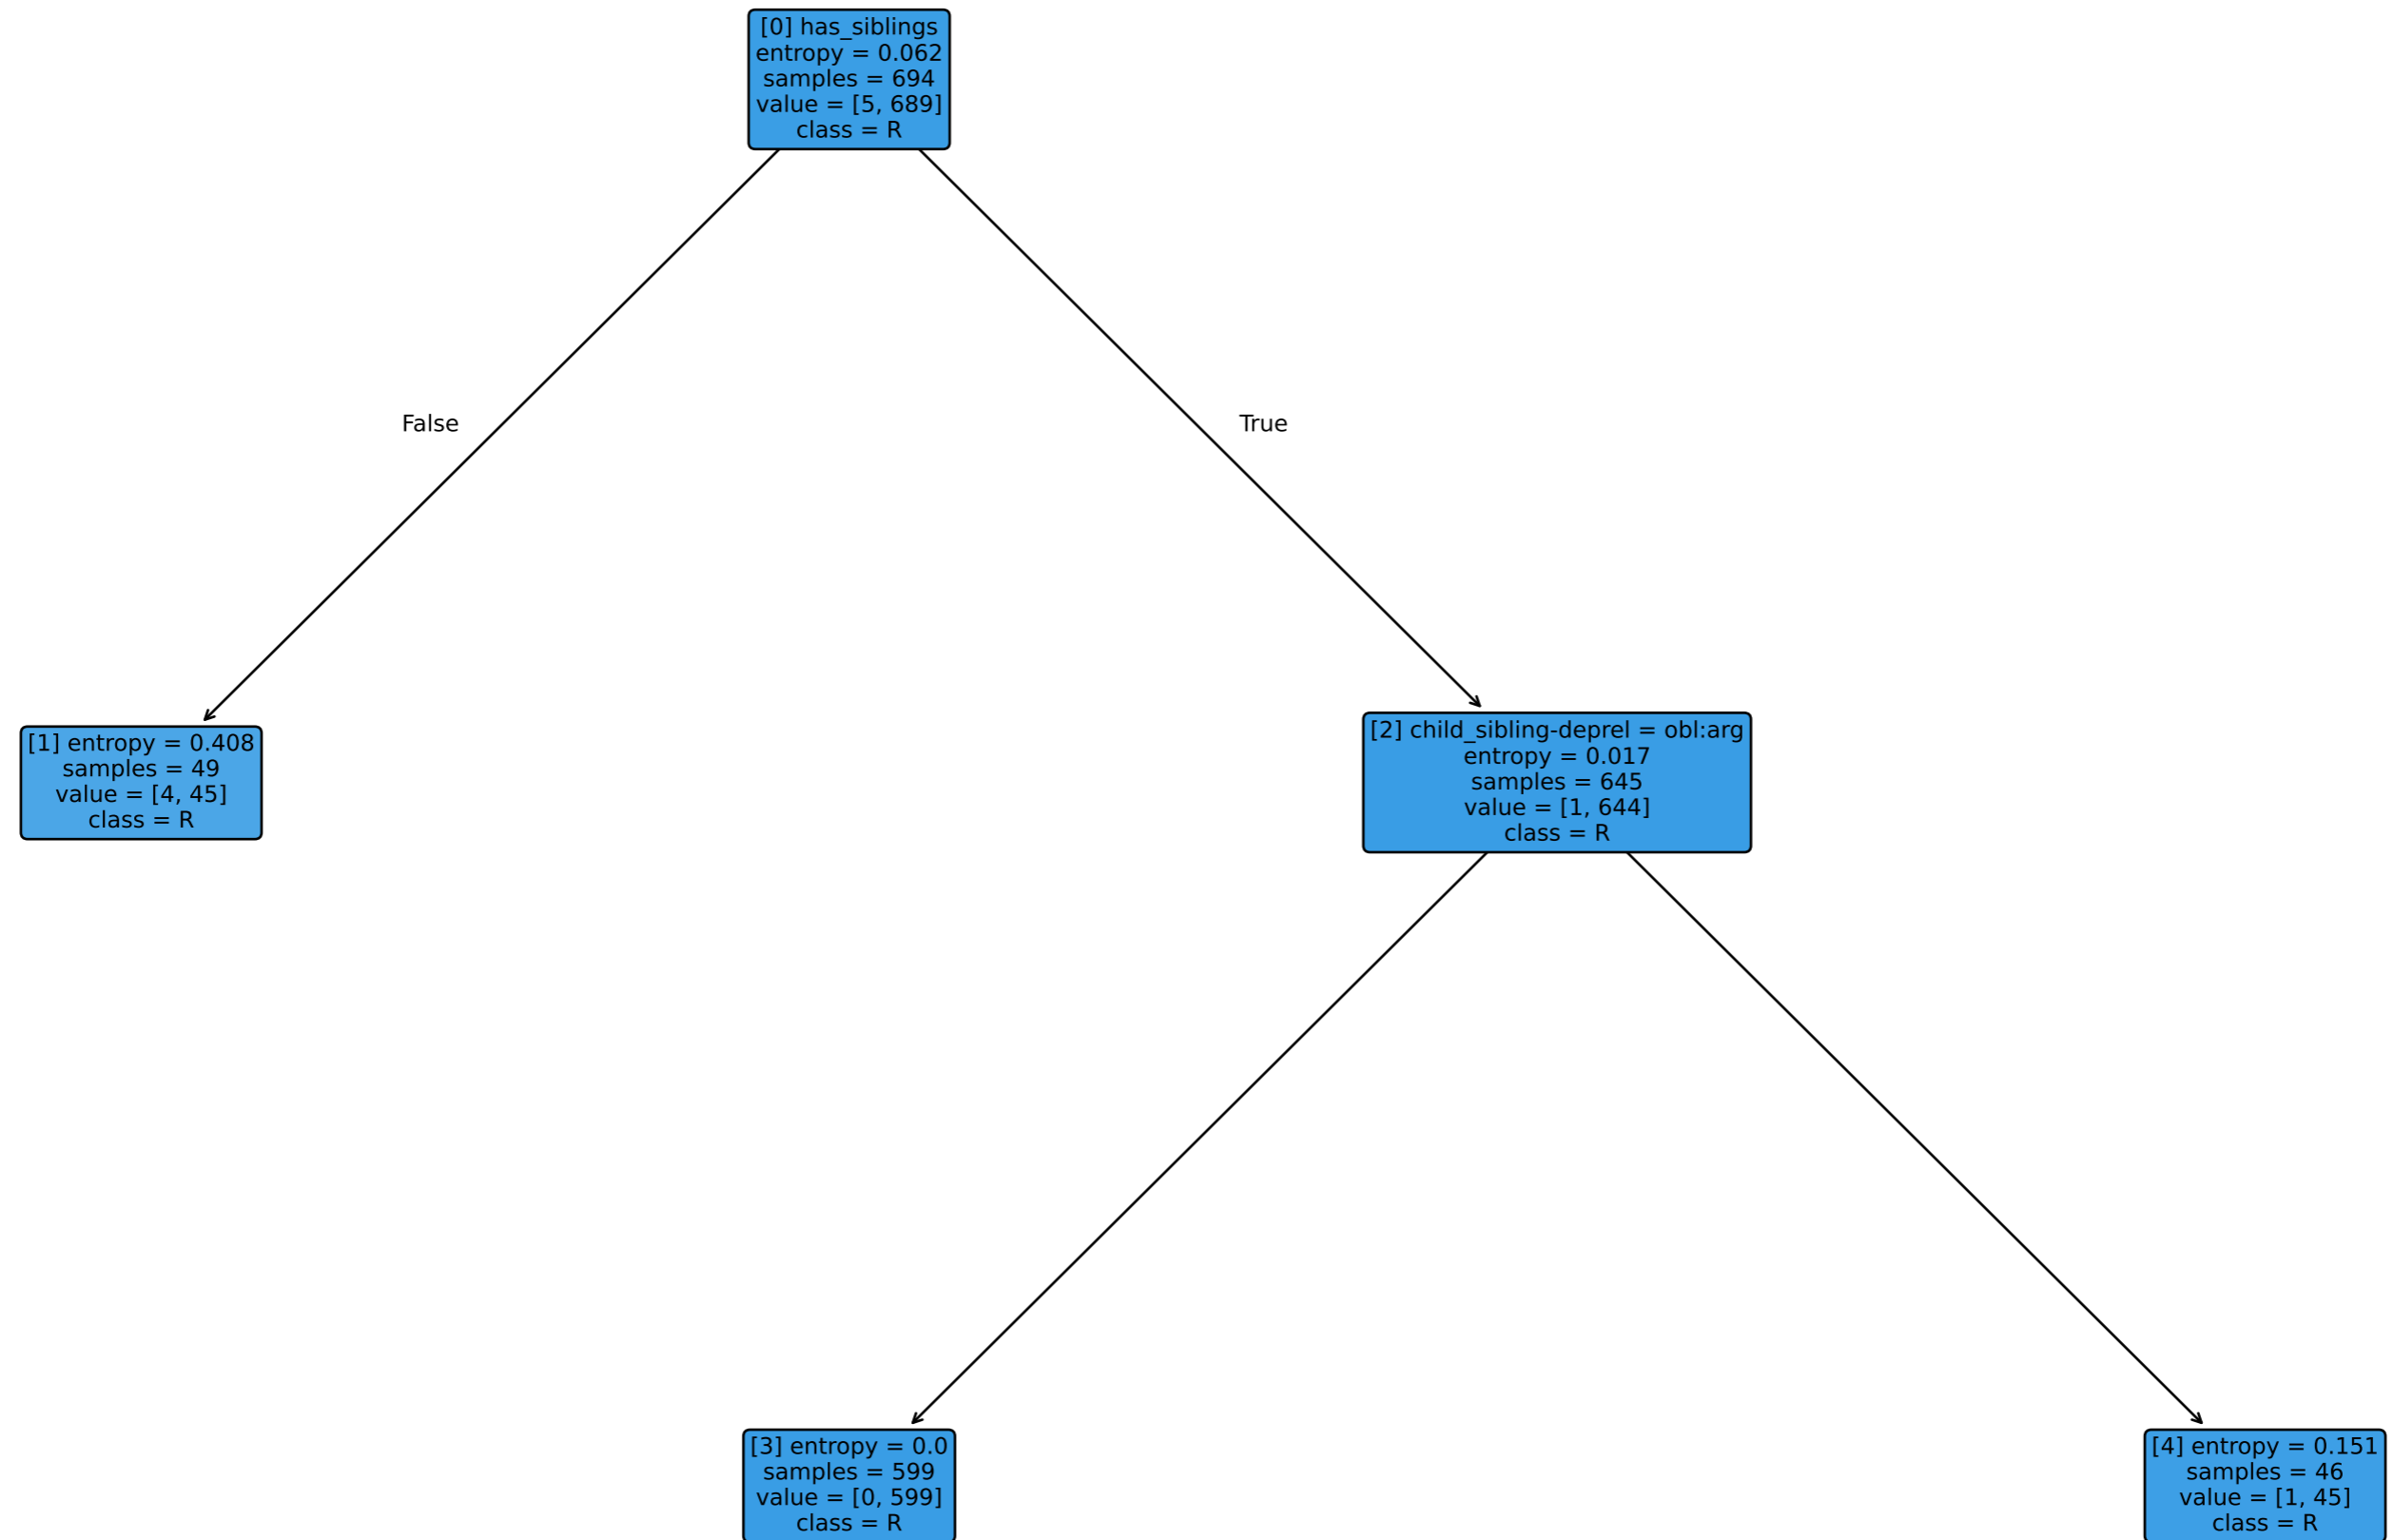 [0] has_siblings
entropy = 0.062
samples = 694
value = [5, 689]
class = R
False
True
[1] entropy = 0.408
samples = 49
value = [4, 45]
class = R
[2] child_sibling-deprel = obl:arg
entropy = 0.017
samples = 645
value = [1, 644]
class = R
[3] entropy = 0.0
samples = 599
value = [0, 599]
class = R
[4] entropy = 0.151
samples = 46
value = [1, 45]
class = R